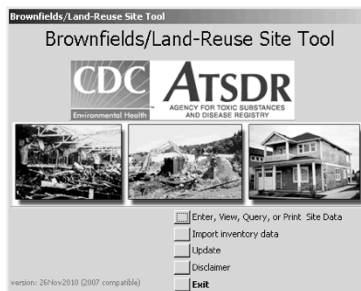 Brownfields/Land-Reuse Site Tool
Brownfields/Land-Reuse Site Tool
CDC
Environmental Health
ATSDR
AGENCY FOR TOXIC SUBSTANCES
AND DISEASE REGISTRY
Enter, View, Query, or Print Site Data
Import inventory data
Update
Disclaimer
version: 26Nov2010 (2007 compatible)
Exit